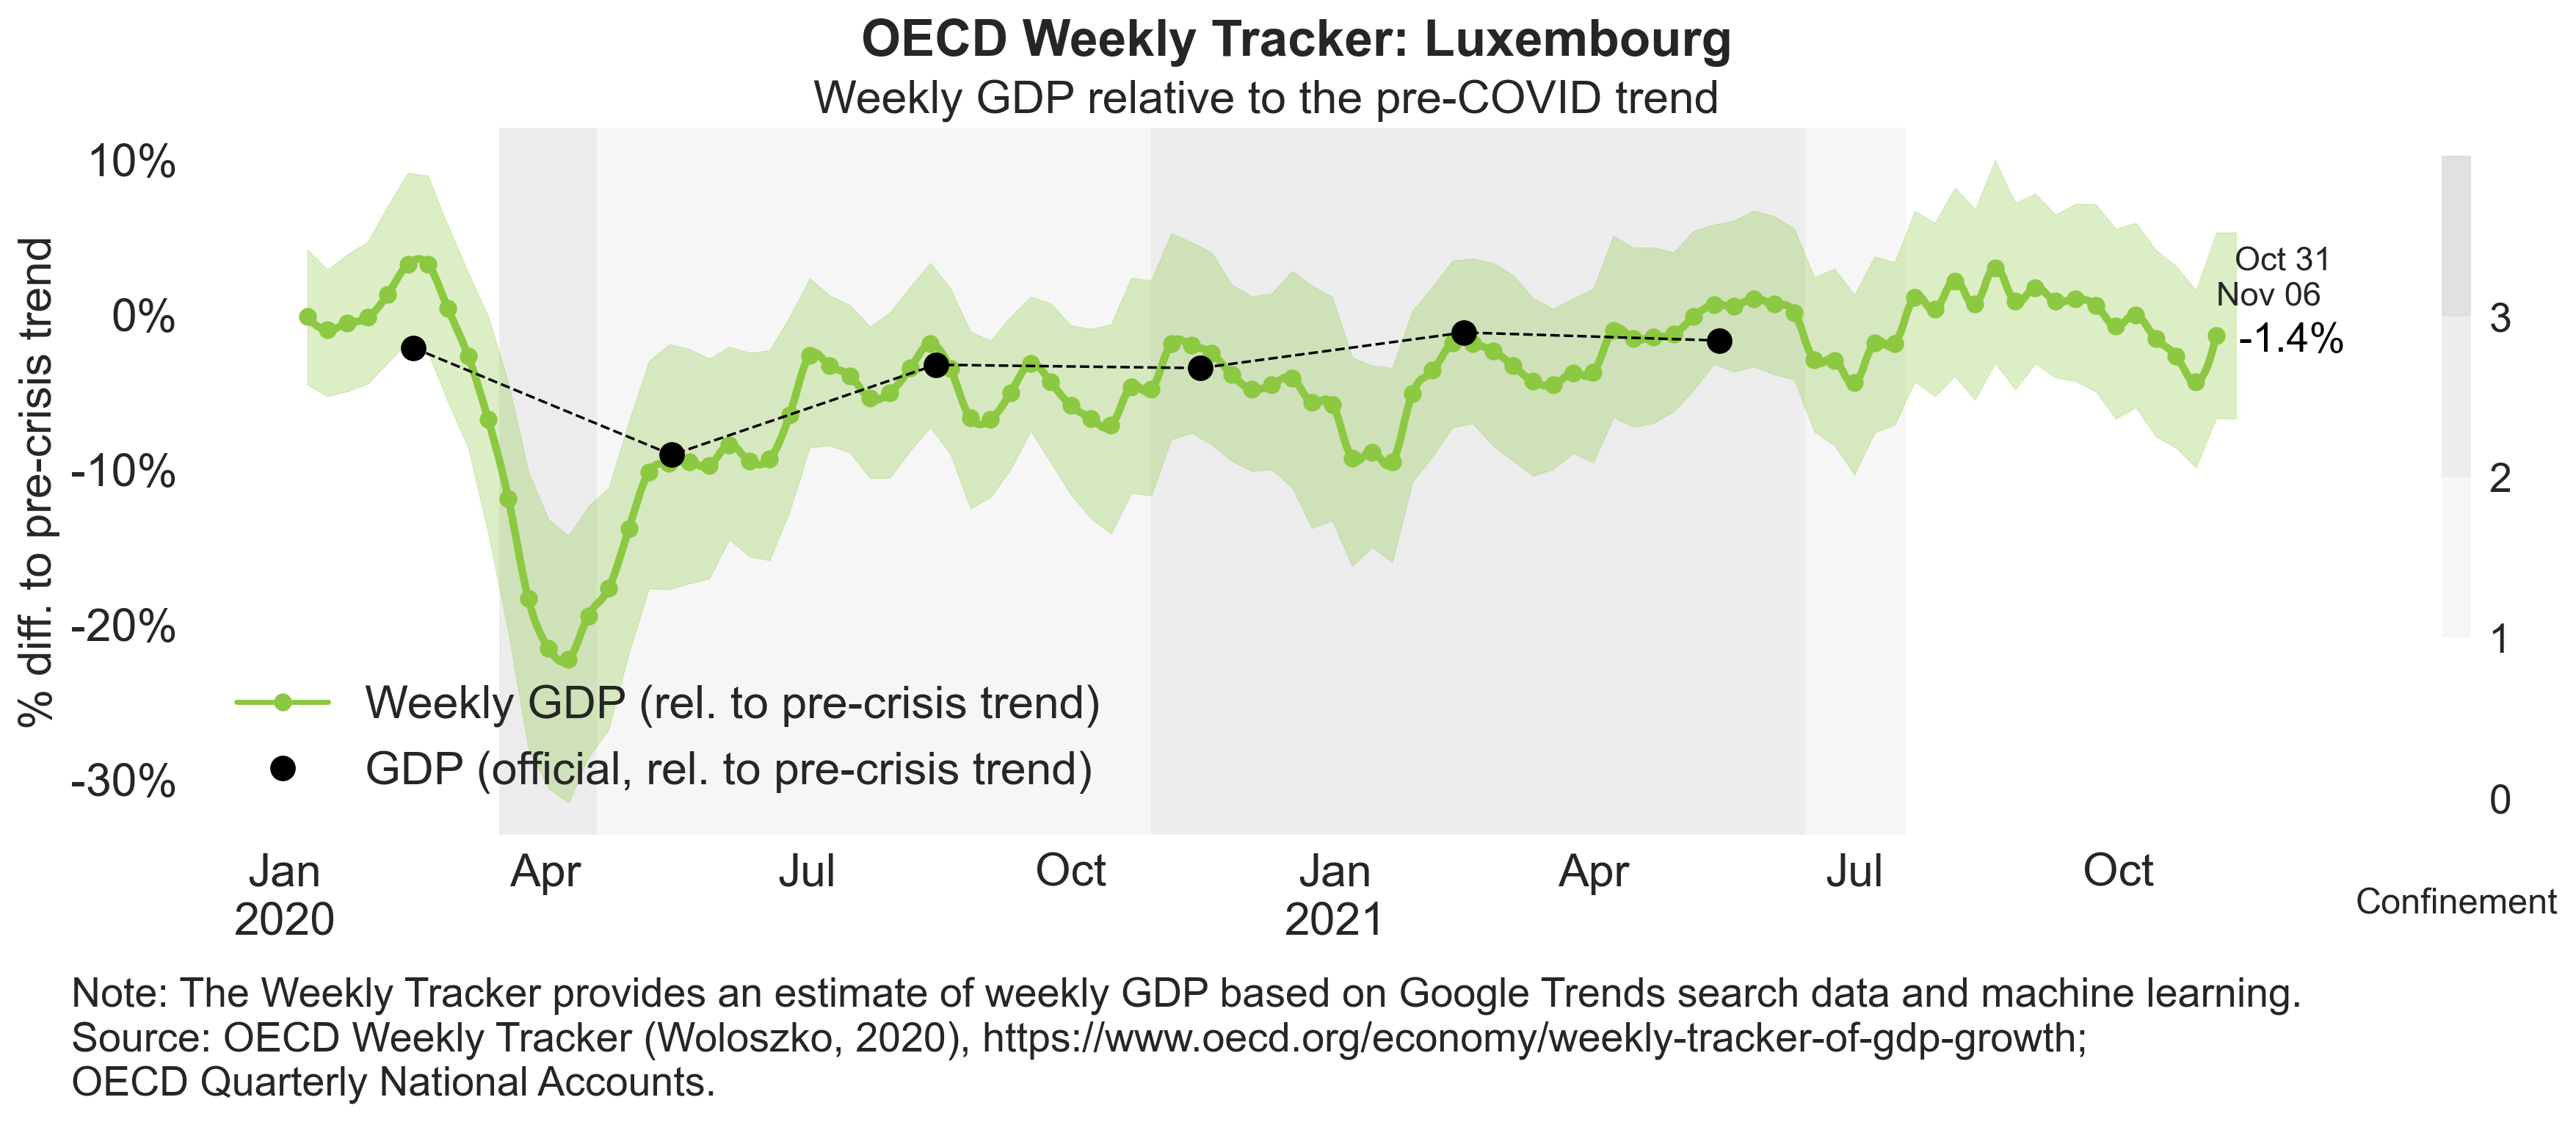 OECD Weekly Tracker: Luxembourg
Weekly GDP relative to the pre-COVID trend
% diff. to pre-crisis trend
10%
0%
-10%
-20%
-30%
Oct 31
Nov 06
-1.4%
3
2
1
0
Confinement
Weekly GDP (rel. to pre-crisis trend)
GDP (official, rel. to pre-crisis trend)
Jan Apr Jul Oct Jan Apr Jul Oct
2020 2021
Note: The Weekly Tracker provides an estimate of weekly GDP based on Google Trends search data and machine learning.
Source: OECD Weekly Tracker (Woloszko, 2020), https://www.oecd.org/economy/weekly-tracker-of-gdp-growth;
OECD Quarterly National Accounts.